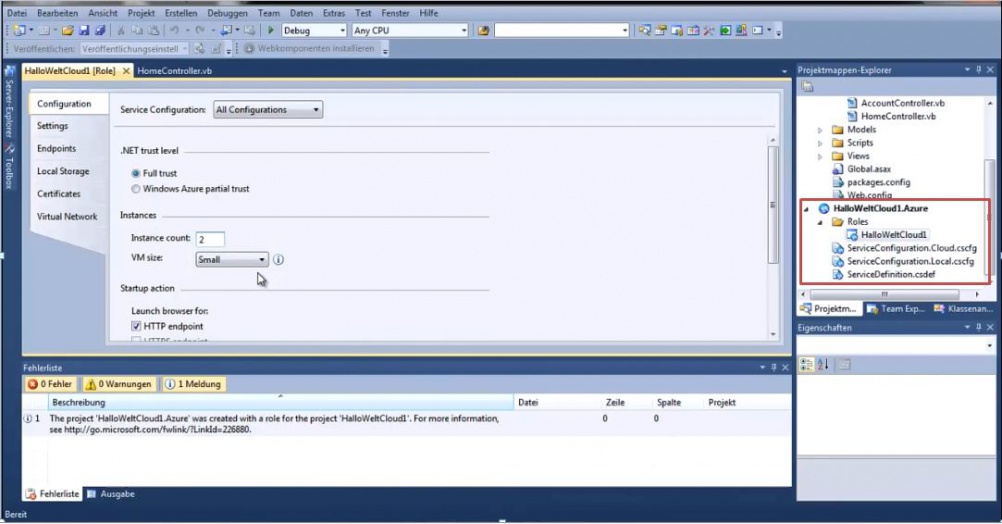 Datei Bearbeiten Ansicht Projekt Erstellen Debuggen Team Daten Extras Test Fenster Hilfe
Debug Any CPU
Veröffentlichen: Veröffentlichungseinstell Webkomponenten installieren
Server-Explorer
Toolbox
HalloWeltCloud1 [Role] HomeController.vb
Configuration
Settings
Endpoints
Local Storage
Certificates
Virtual Network
Service Configuration: All Configurations
.NET trust level
Full trust
Windows Azure partial trust
Instances
Instance count: 2
VM size: Small
Startup action
Launch browser for:
HTTP endpoint
HTTPS endpoint
Projektmappen-Explorer
AccountController.vb
HomeController.vb
Models
Scripts
Views
Global.asax
packages.config
Web.config
HalloWeltCloud1.Azure
Roles
HalloWeltCloud1
ServiceConfiguration.Cloud.cscfg
ServiceConfiguration.Local.cscfg
ServiceDefinition.csdef
Projektm... Team Exp... Klassenan...
Eigenschaften
Fehlerliste
0 Fehler 0 Warnungen 1 Meldung
Beschreibung Datei Zeile Spalte Projekt
1 The project 'HalloWeltCloud1.Azure' was created with a role for the project 'HalloWeltCloud1'. For more information, 0 0
see http://go.microsoft.com/fwlink/?LinkId=226880.
Fehlerliste Ausgabe
Bereit